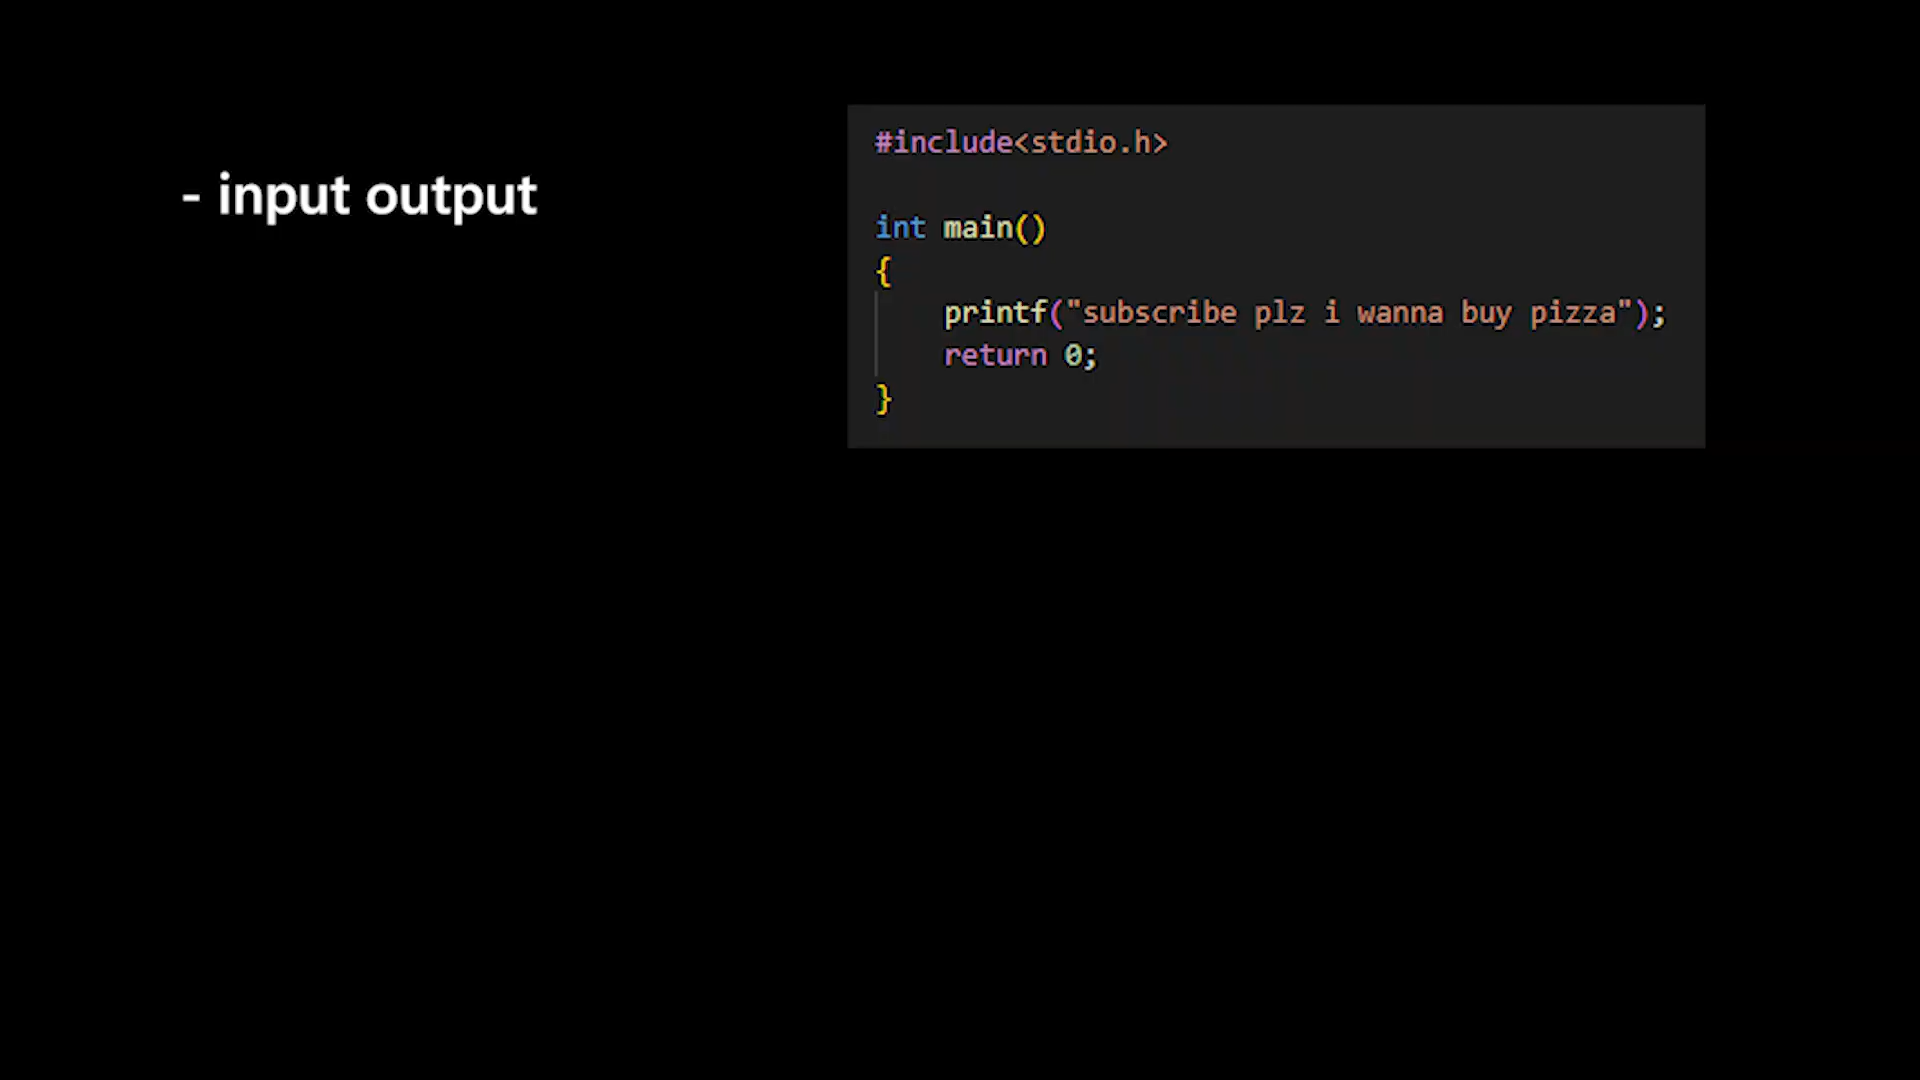 - input output
#include<stdio.h>
int main()
{
printf("subscribe plz i wanna buy pizza");
return 0;
}